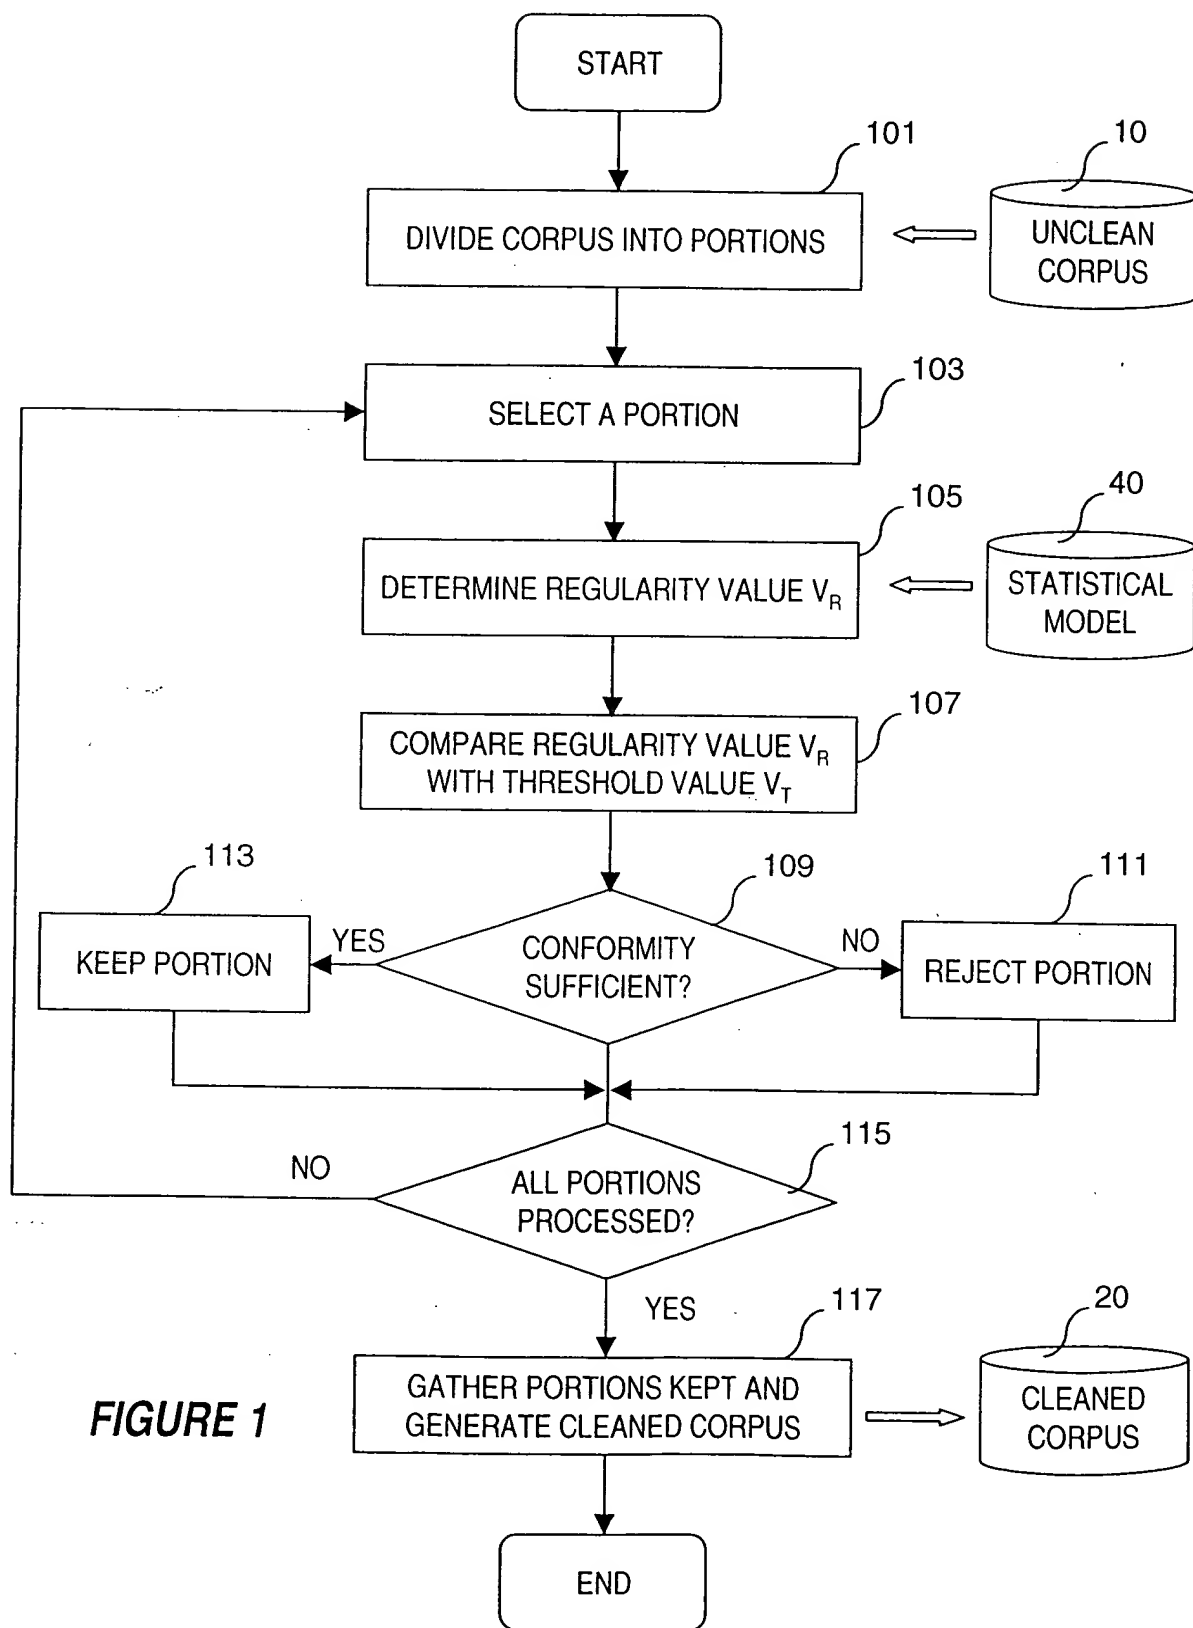 START
101
10
DIVIDE CORPUS INTO PORTIONS
UNCLEAN
CORPUS
103
SELECT A PORTION
105
40
DETERMINE REGULARITY VALUE V_R
STATISTICAL
MODEL
107
COMPARE REGULARITY VALUE V_R
WITH THRESHOLD VALUE V_T
113
109
111
YES
NO
KEEP PORTION
CONFORMITY
SUFFICIENT?
REJECT PORTION
115
NO
ALL PORTIONS
PROCESSED?
YES
117
20
GATHER PORTIONS KEPT AND
GENERATE CLEANED CORPUS
CLEANED
CORPUS
FIGURE 1
END